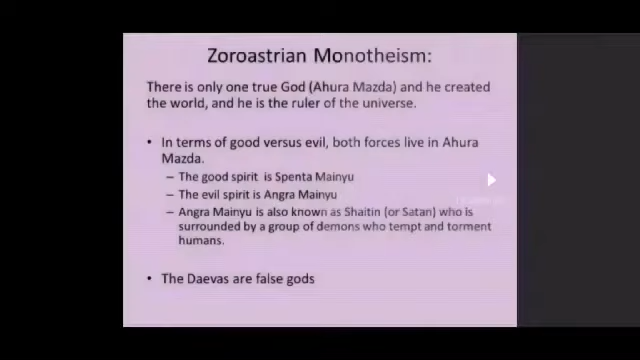 Zoroastrian Monotheism:
There is only one true God (Ahura Mazda) and he created
the world, and he is the ruler of the universe.
• In terms of good versus evil, both forces live in Ahura
Mazda.
– The good spirit is Spenta Mainyu
– The evil spirit is Angra Mainyu
– Angra Mainyu is also known as Shaitin (or Satan) who is
surrounded by a group of demons who tempt and torment
humans.
• The Daevas are false gods